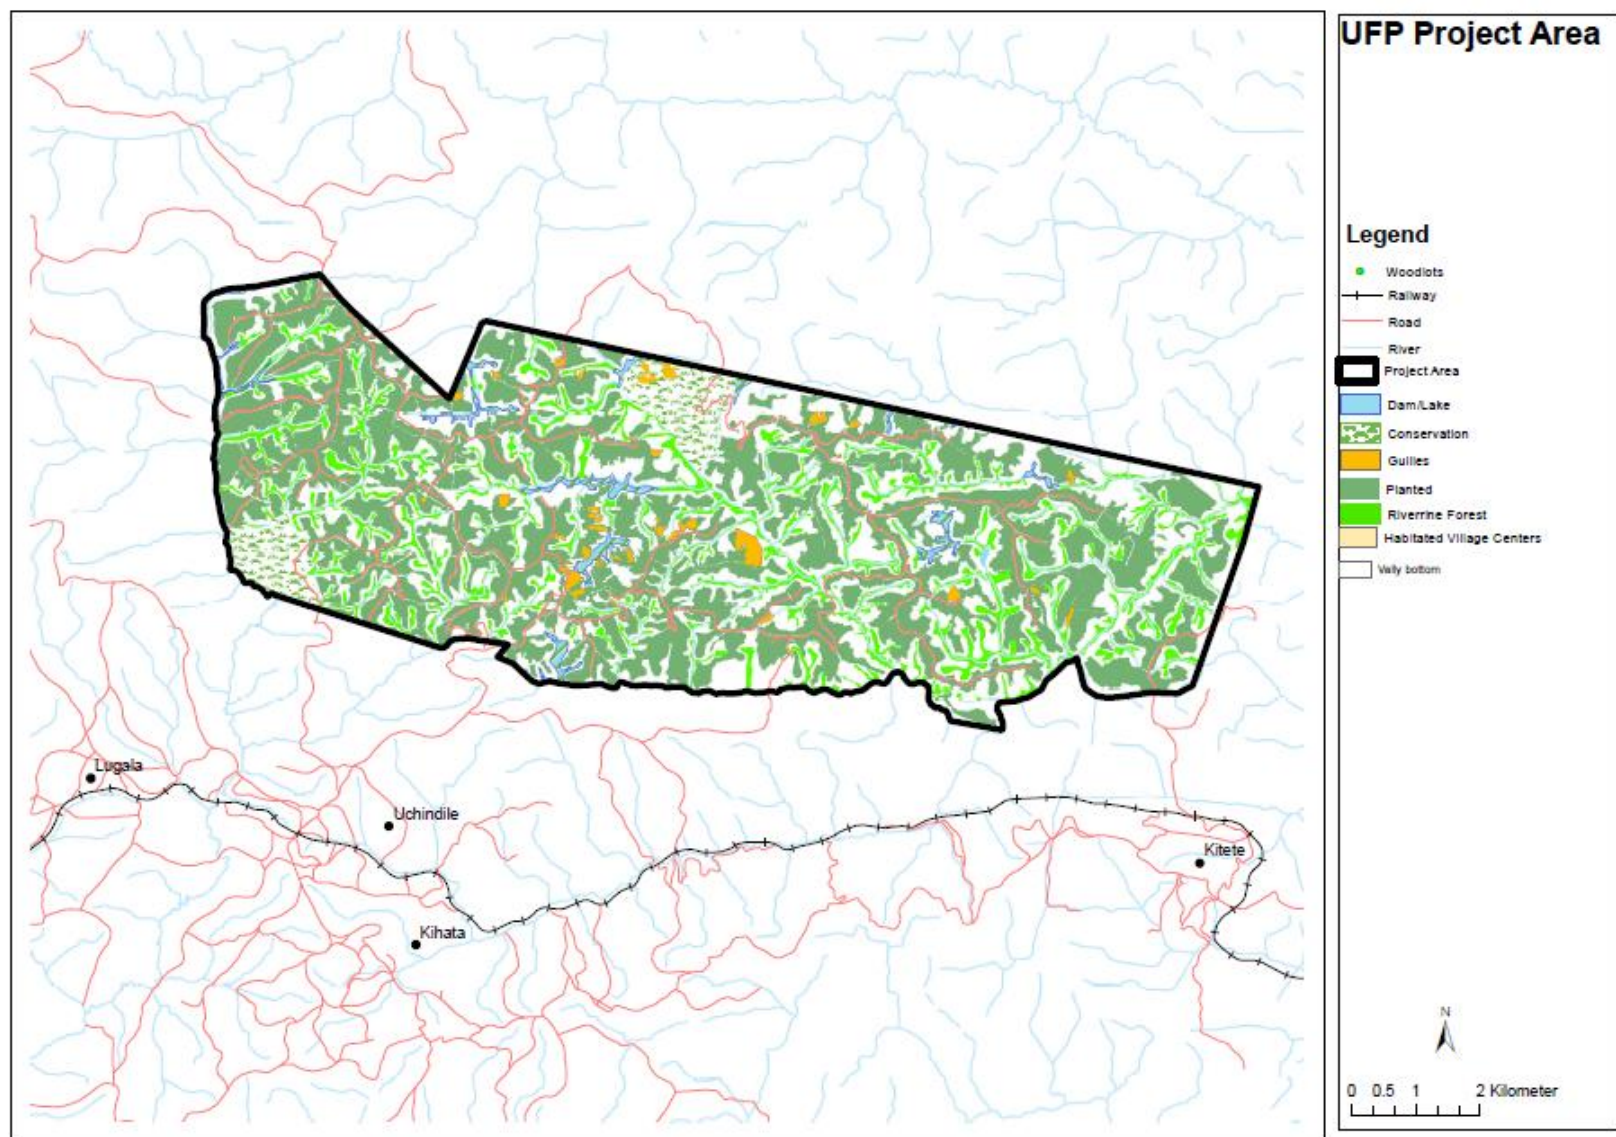 UFP Project Area
Legend
Woodlots
Railway
Road
River
Project Area
Dam/Lake
Conservation
Gullies
Planted
Riverrine Forest
Habitated Village Centers
Vally bottom
Lugala
Uchindile
Kitete
Kihata
N
0 0.5 1 2 Kilometer